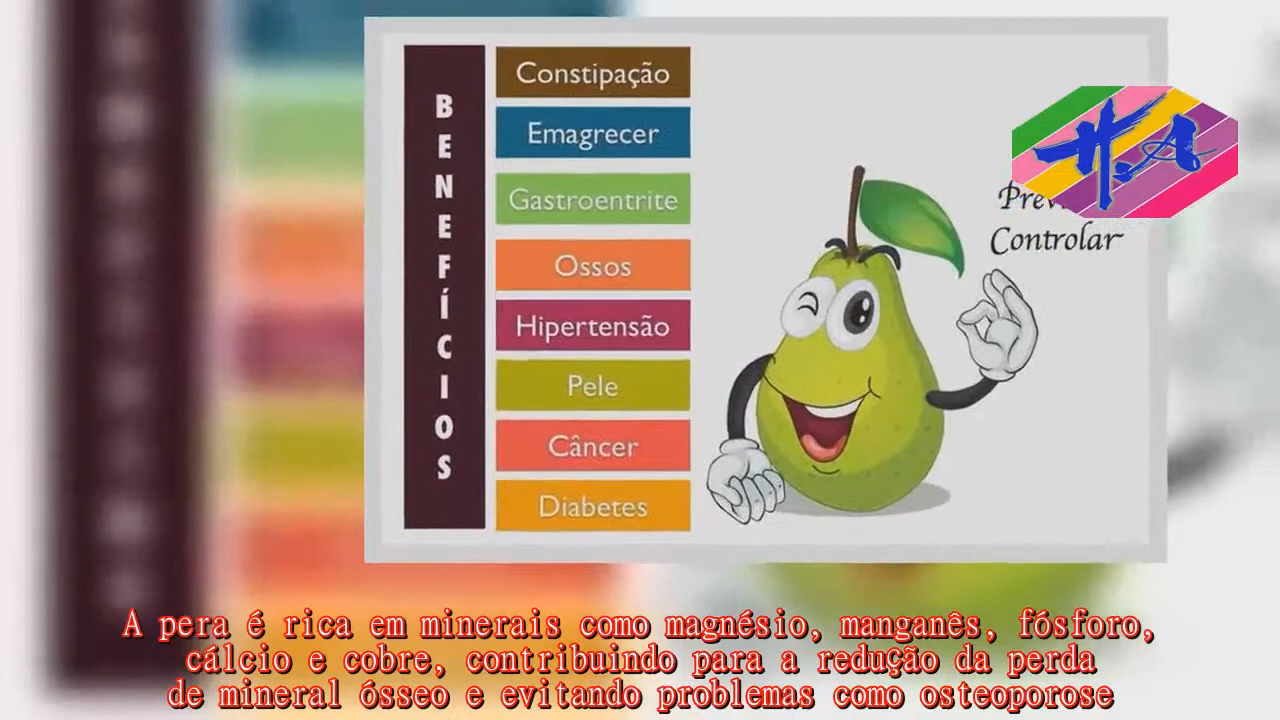 BENEFÍCIOS
Constipação
Emagrecer
Gastroentrite
Ossos
Hipertensão
Pele
Câncer
Diabetes
H.A
Controlar
A pera é rica em minerais como magnésio, manganês, fósforo,
cálcio e cobre, contribuindo para a redução da perda
de mineral ósseo e evitando problemas como osteoporose